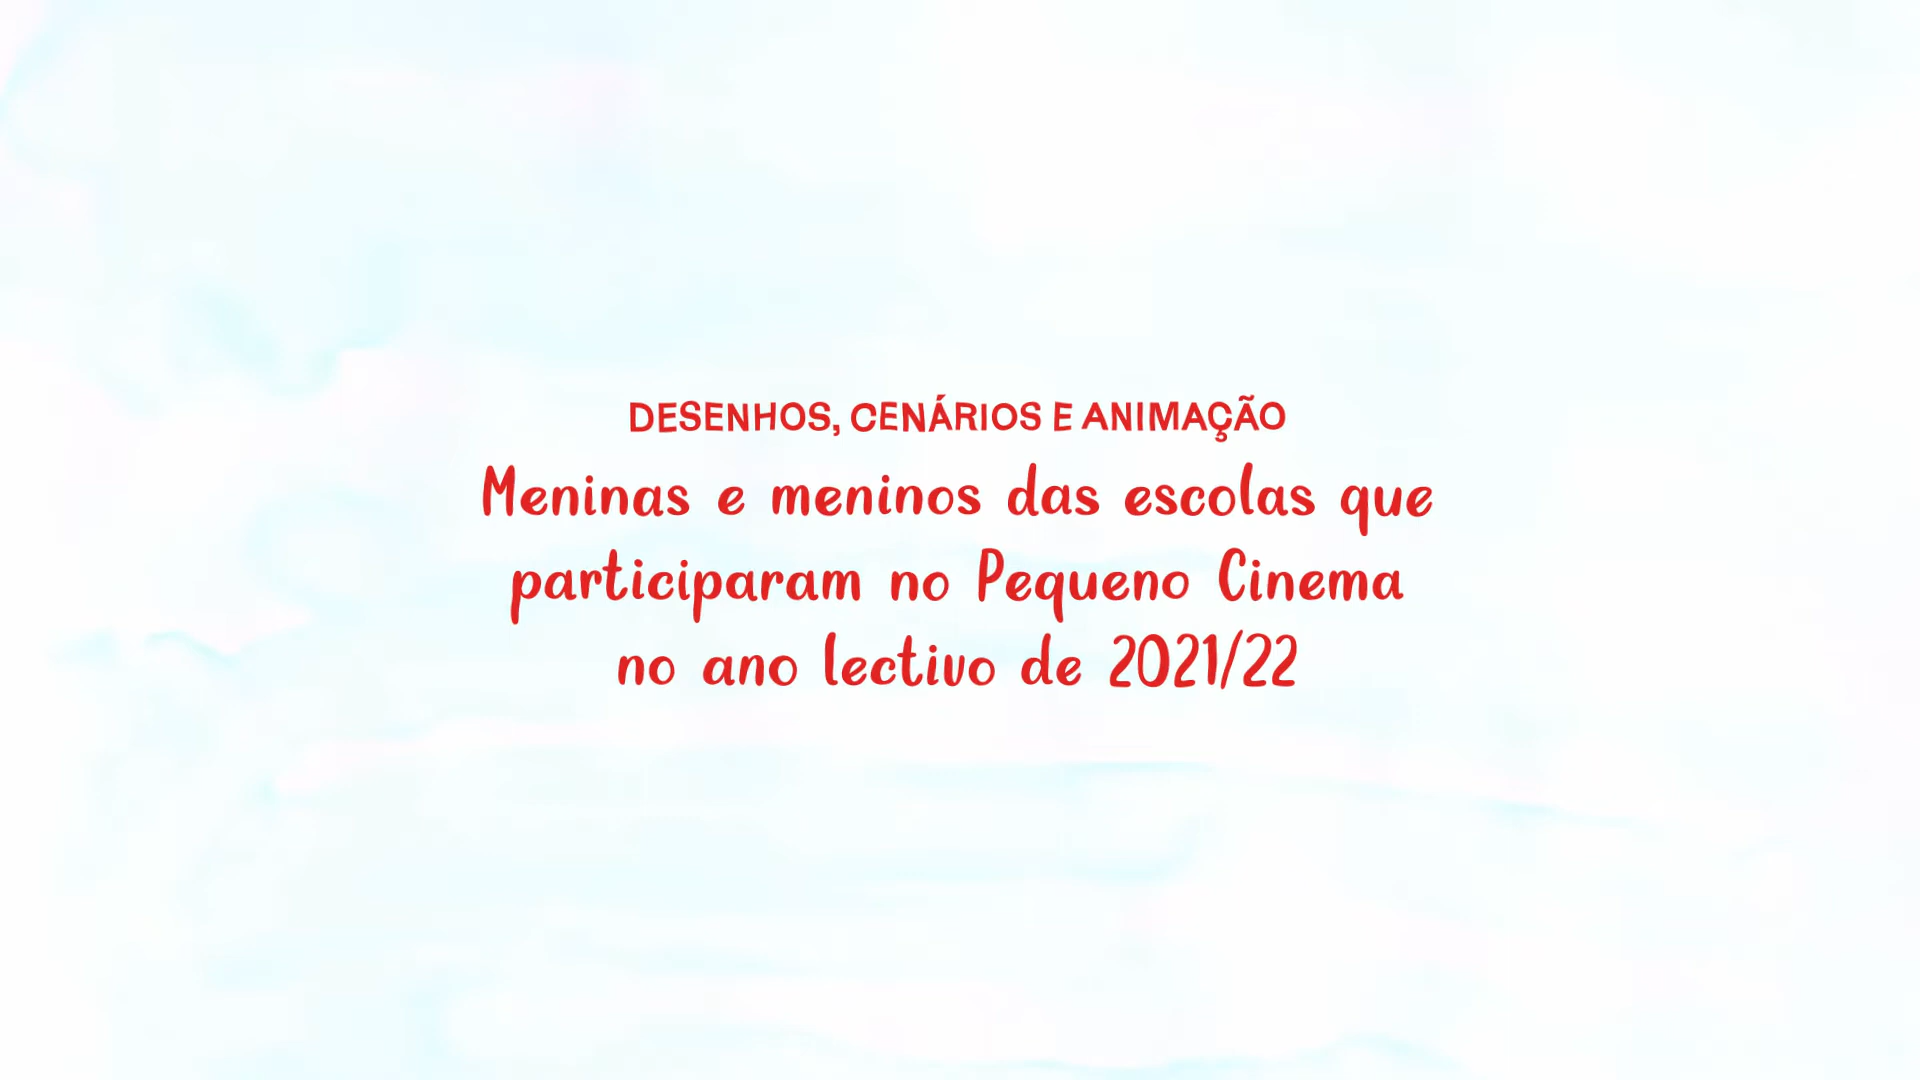 DESENHOS, CENÁRIOS E ANIMAÇÃO
Meninas e meninos das escolas que
participaram no Pequeno Cinema
no ano lectivo de 2021/22